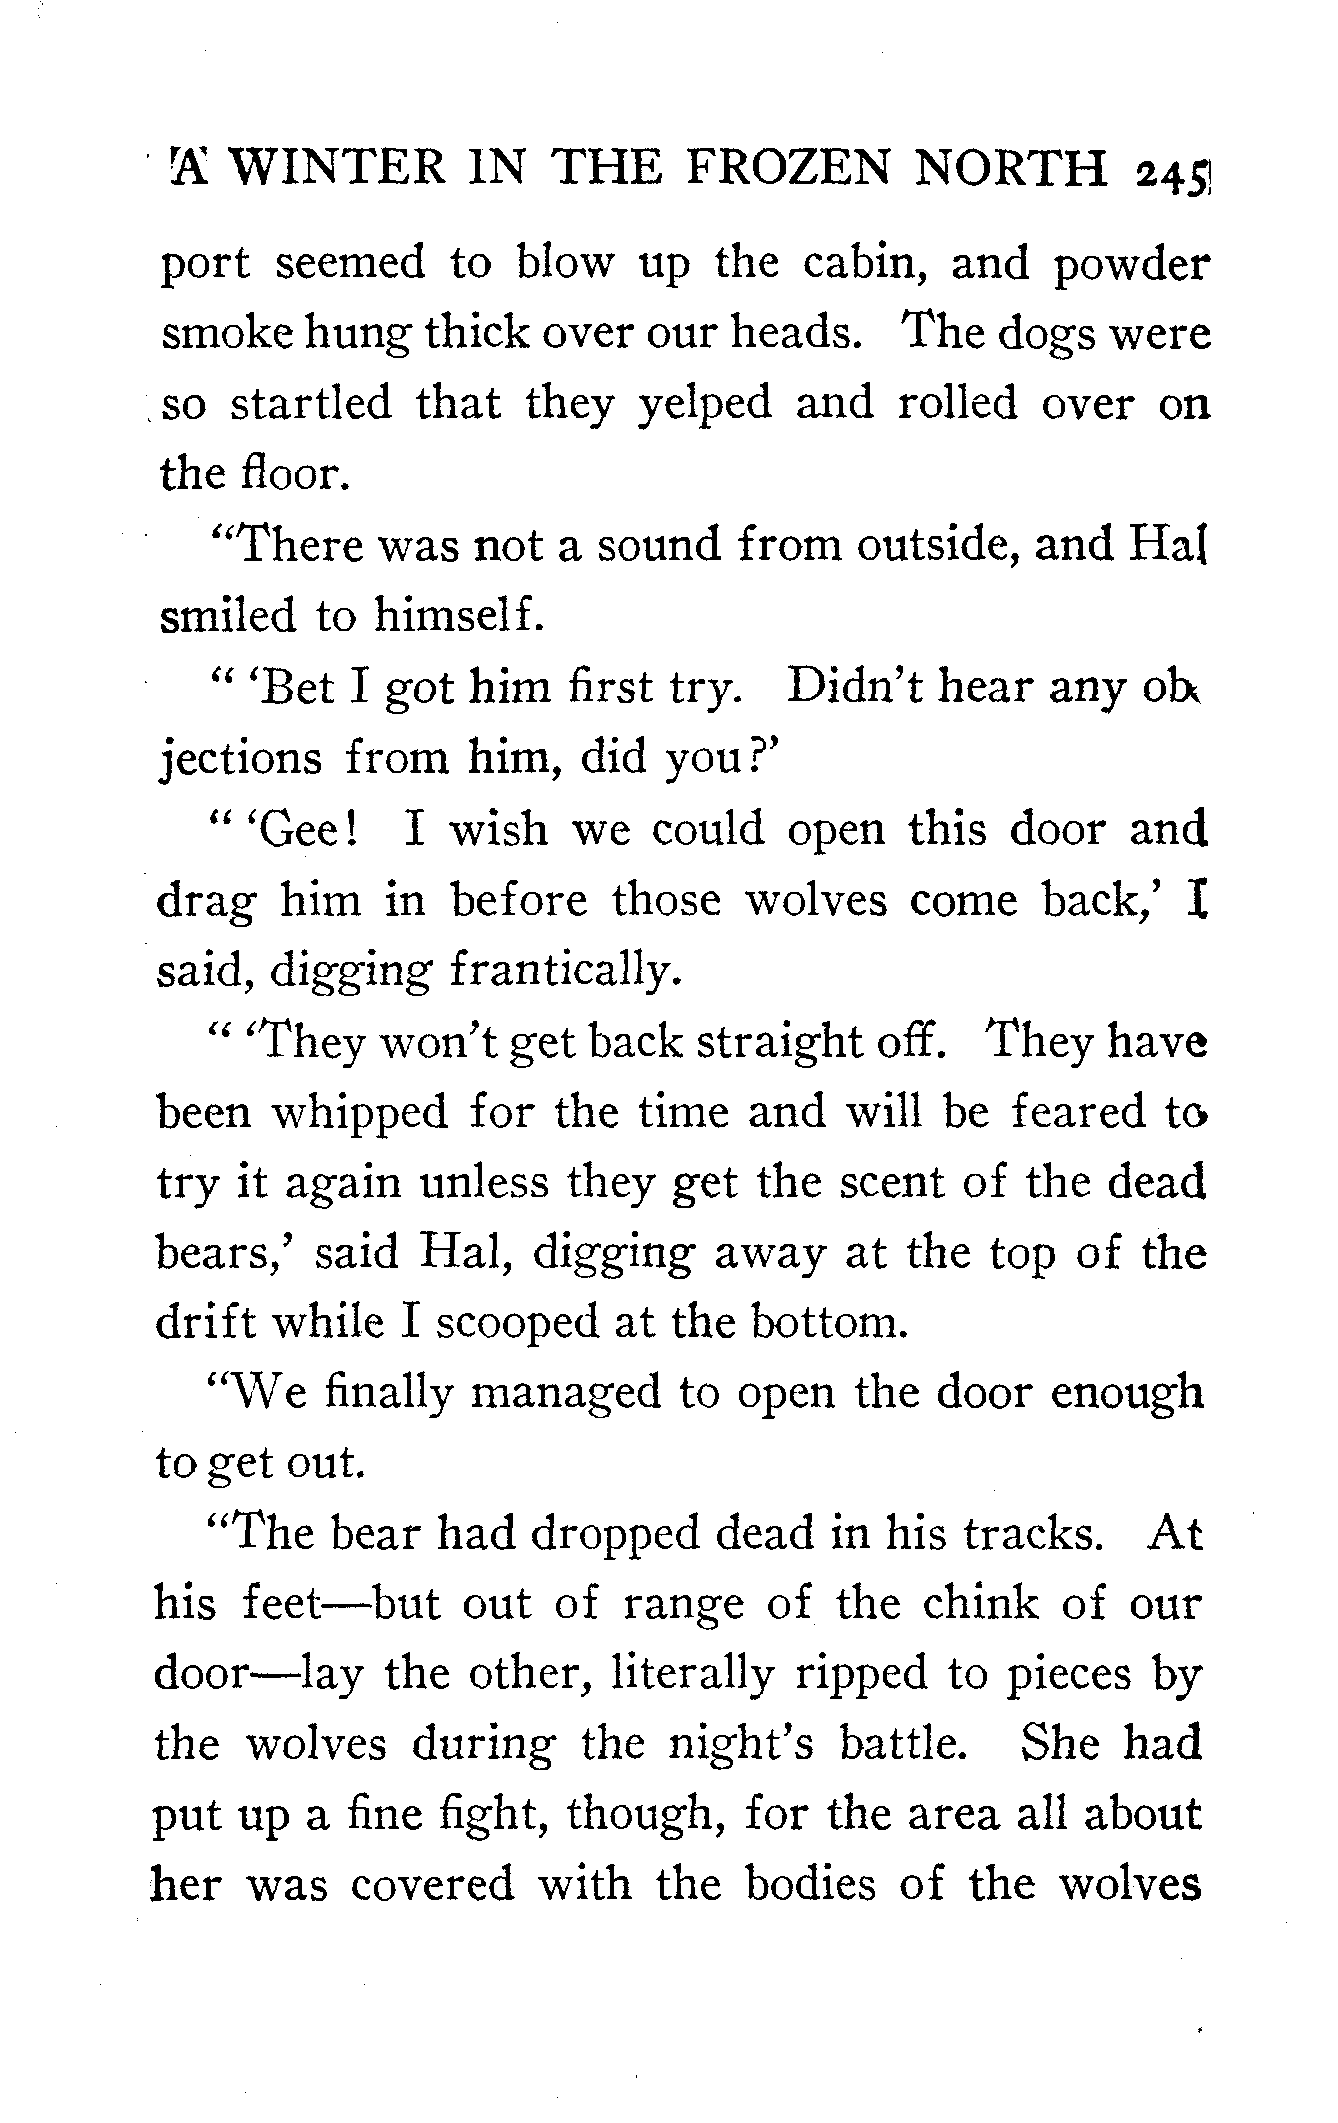 A WINTER IN THE FROZEN NORTH 245
port seemed to blow up the cabin, and powder
smoke hung thick over our heads. The dogs were
so startled that they yelped and rolled over on
the floor.
"There was not a sound from outside, and Hal
smiled to himself.
" 'Bet I got him first try. Didn't hear any ob-
jections from him, did you?'
" 'Gee! I wish we could open this door and
drag him in before those wolves come back,' I
said, digging frantically.
" 'They won't get back straight off. They have
been whipped for the time and will be feared to
try it again unless they get the scent of the dead
bears,' said Hal, digging away at the top of the
drift while I scooped at the bottom.
"We finally managed to open the door enough
to get out.
"The bear had dropped dead in his tracks. At
his feet—but out of range of the chink of our
door—lay the other, literally ripped to pieces by
the wolves during the night's battle. She had
put up a fine fight, though, for the area all about
her was covered with the bodies of the wolves